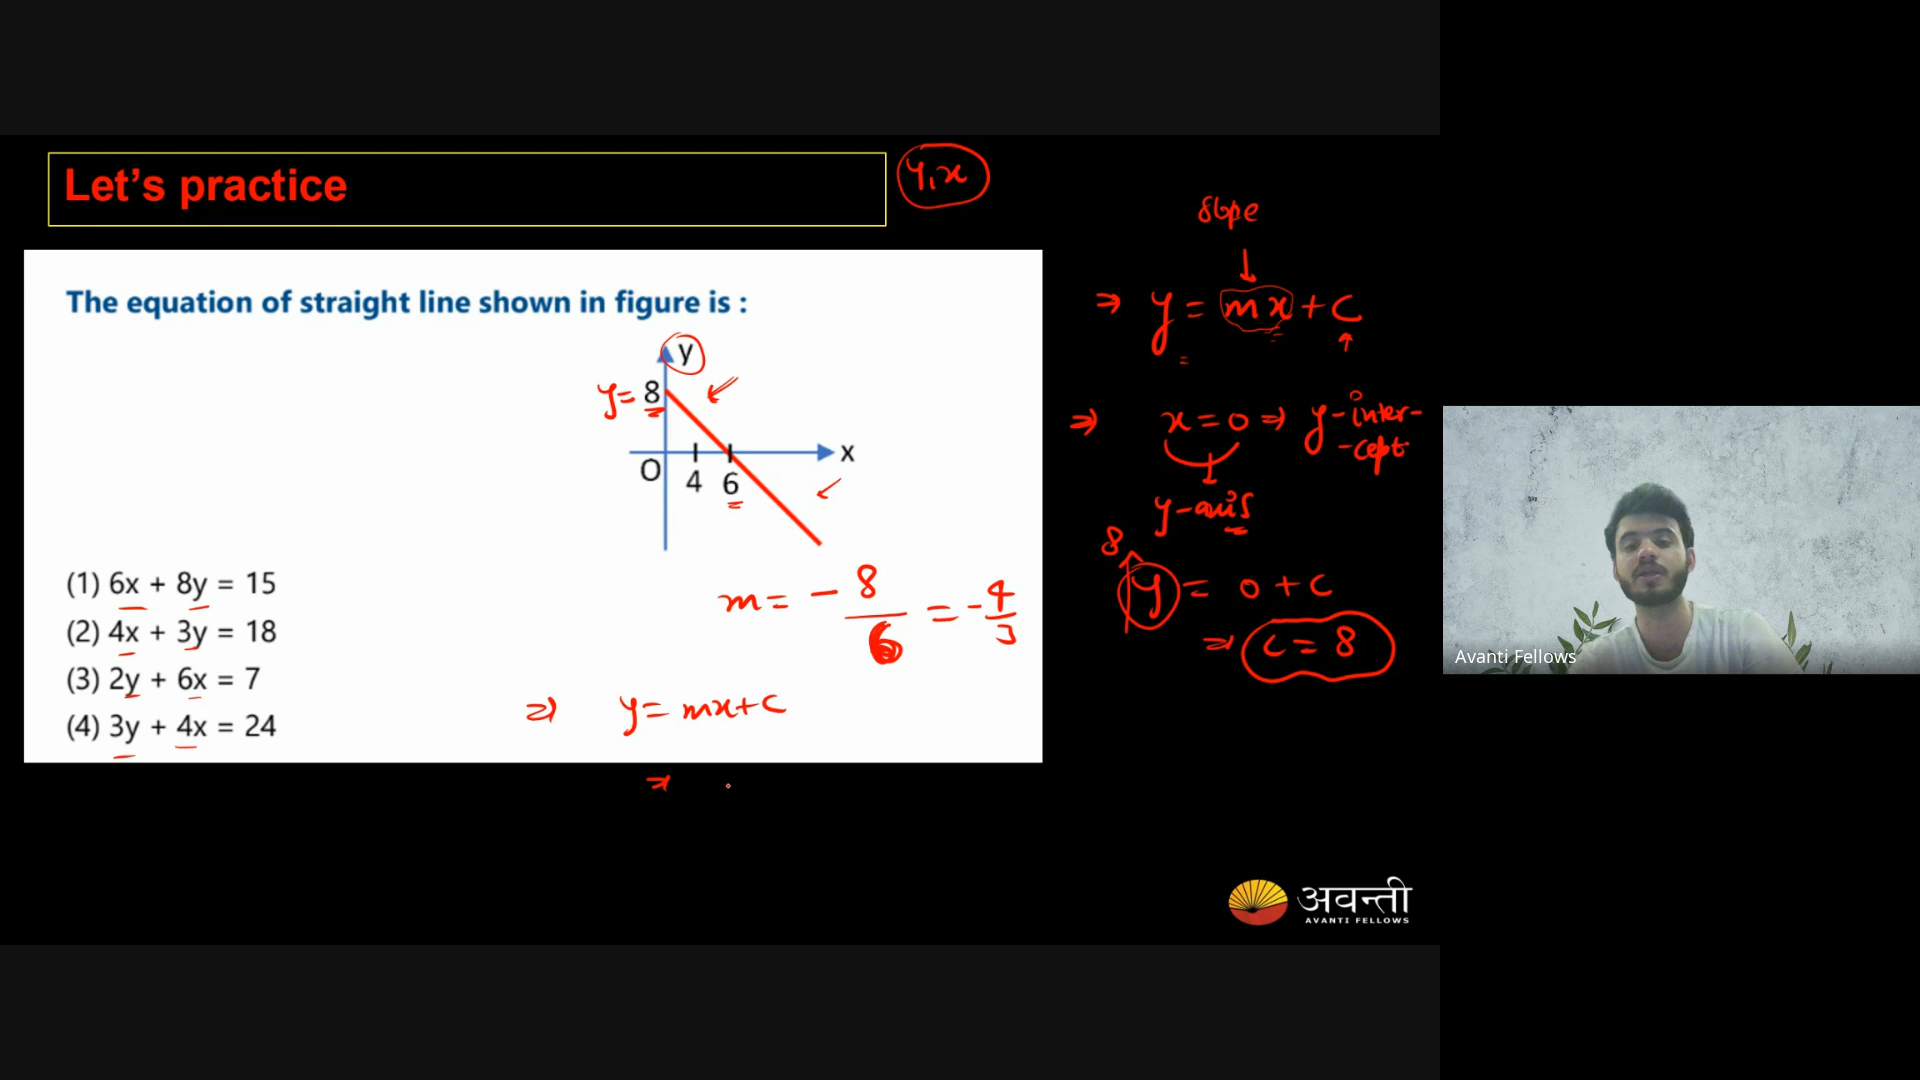 Let's practice
y,x
The equation of straight line shown in figure is :
y
y= 8
x
O
4
6
(1) 6x + 8y = 15
(2) 4x + 3y = 18
(3) 2y + 6x = 7
(4) 3y + 4x = 24
m = - 8/6 = - 4/3
⇒ y = mx+c
⇒
slope
↓
⇒ y = mx + c
↑
⇒ x = 0 ⇒ y-inter-
-cept
↓
y-axis
8
y = 0 + c
⇒ c = 8
Avanti Fellows
अवन्ती
AVANTI FELLOWS